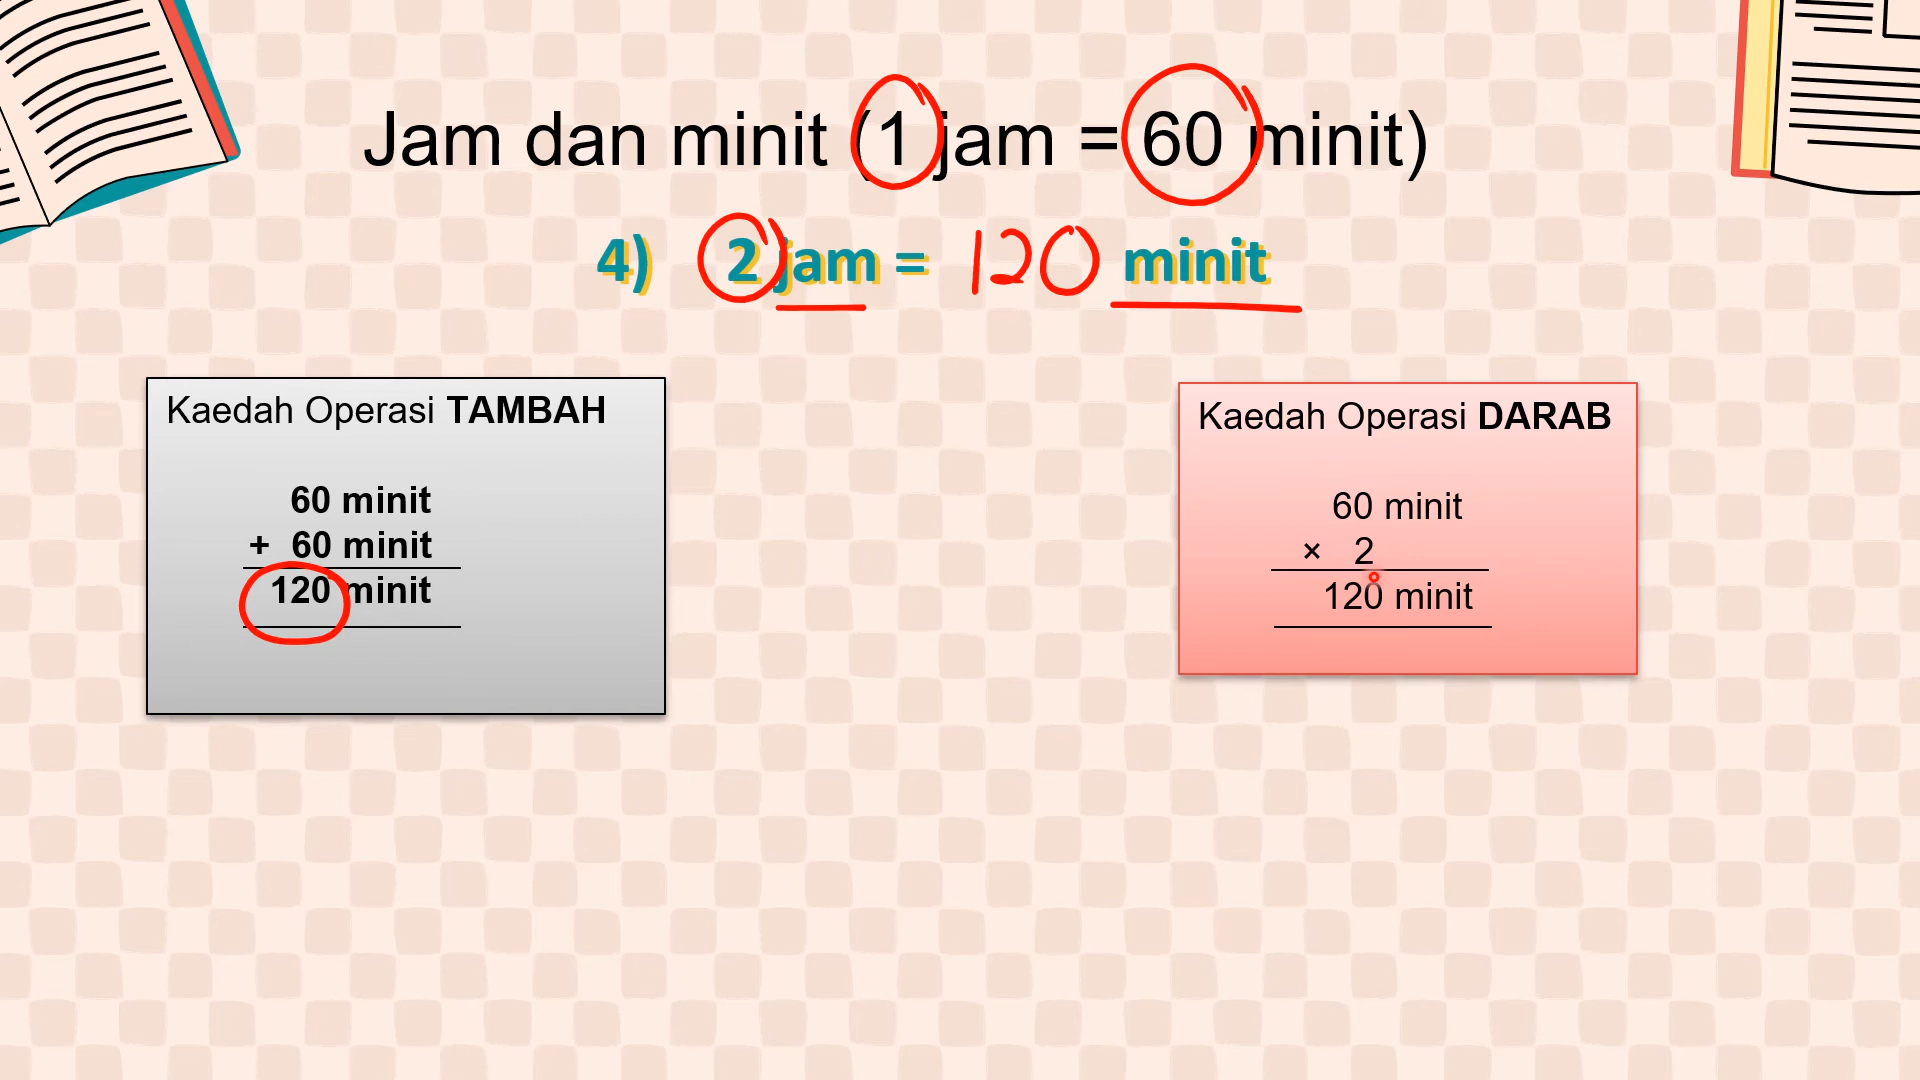 Jam dan minit (1 jam = 60 minit)
4) 2 jam = 120 minit
Kaedah Operasi TAMBAH
60 minit
+ 60 minit
120 minit
Kaedah Operasi DARAB
60 minit
× 2
120 minit